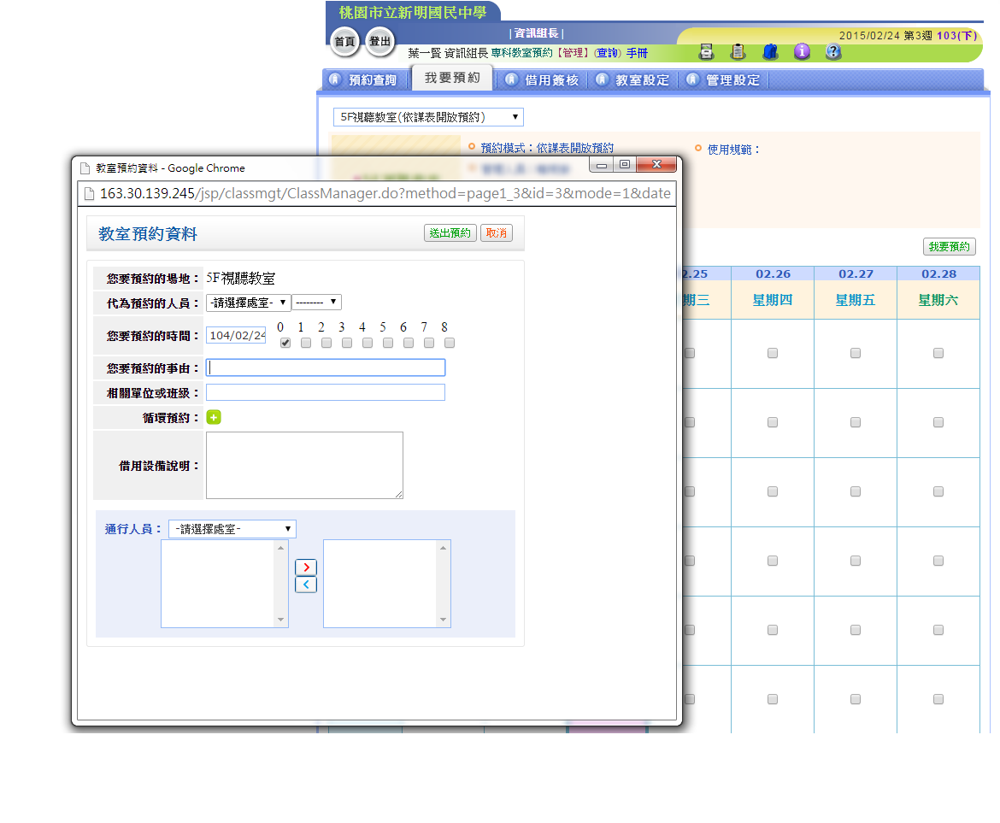 桃園市立新明國民中學
首頁 登出
| 資訊組長 |
2015/02/24 第3週 103(下)
葉一賢 資訊組長 專科教室預約【管理】(查詢) 手冊
預約查詢 我要預約 借用簽核 教室設定 管理設定
5F視聽教室(依課表開放預約)
預約模式：依課表開放預約
使用規範：
教室預約資料 - Google Chrome
163.30.139.245/jsp/classmgt/ClassManager.do?method=page1_3&id=3&mode=1&date
教室預約資料 送出預約 取消
我要預約
您要預約的場地： 5F視聽教室
代為預約的人員： -請選擇處室- --------
您要預約的時間： 104/02/24 0 1 2 3 4 5 6 7 8
您要預約的事由：
相關單位或班級：
循環預約：
借用設備說明：
通行人員： -請選擇處室-
2.25 02.26 02.27 02.28
期三 星期四 星期五 星期六